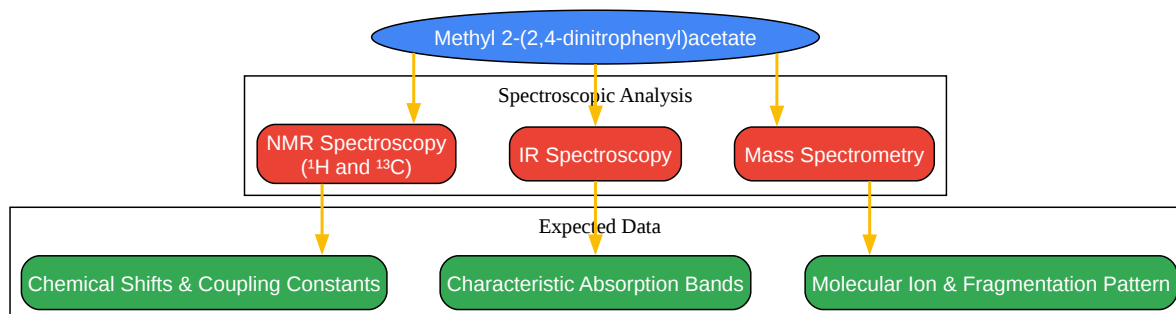 Methyl 2-(2,4-dinitrophenyl)acetate
Spectroscopic Analysis
NMR Spectroscopy
(¹H and ¹³C)
IR Spectroscopy
Mass Spectrometry
Expected Data
Chemical Shifts & Coupling Constants
Characteristic Absorption Bands
Molecular Ion & Fragmentation Pattern